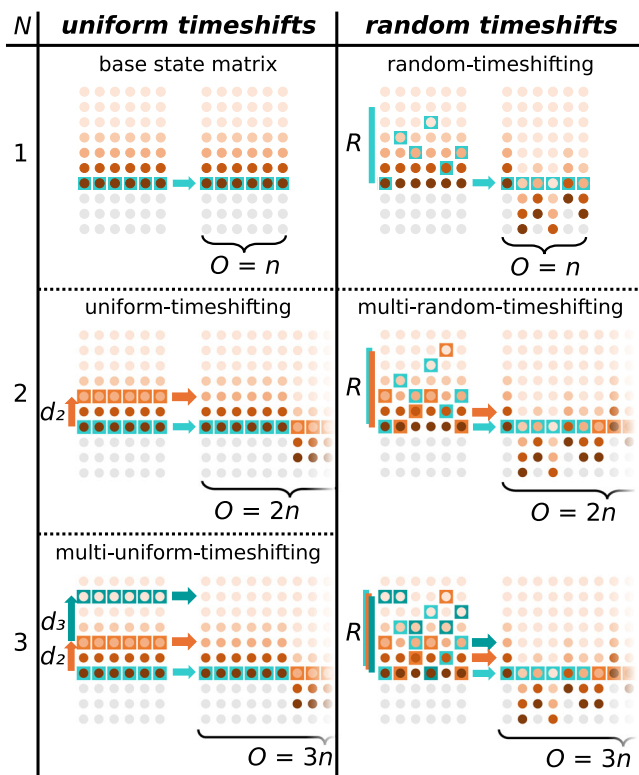 N uniform timeshifts random timeshifts
base state matrix random-timeshifting
1
R
O = n O = n
uniform-timeshifting multi-random-timeshifting
2
d₂
R
O = 2n O = 2n
multi-uniform-timeshifting
3
d₃
d₂
R
O = 3n O = 3n